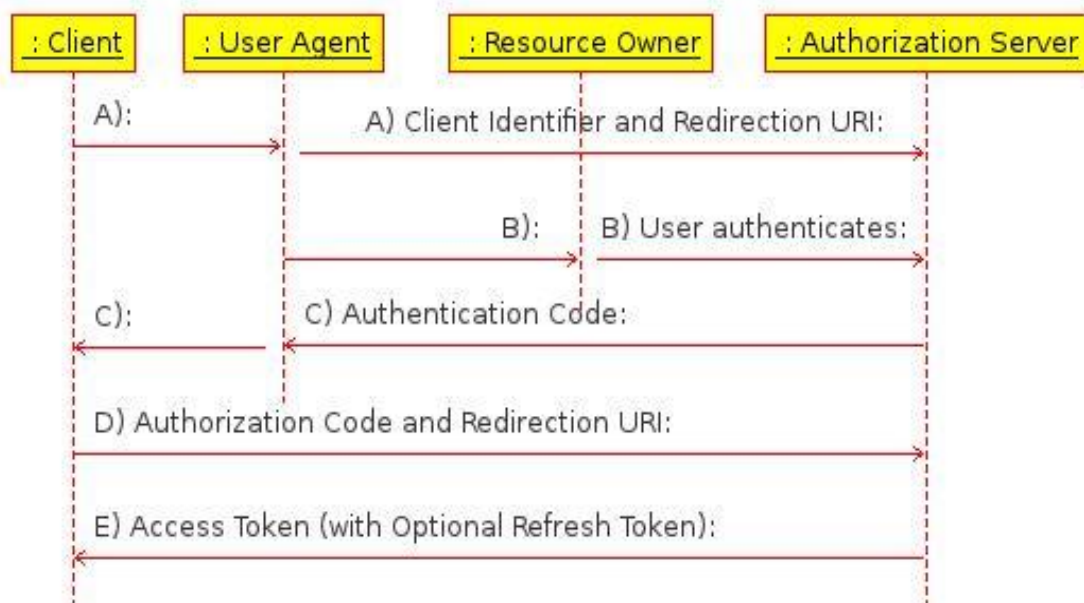 : Client
: User Agent
: Resource Owner
: Authorization Server
A):
A) Client Identifier and Redirection URI:
B):
B) User authenticates:
C):
C) Authentication Code:
D) Authorization Code and Redirection URI:
E) Access Token (with Optional Refresh Token):